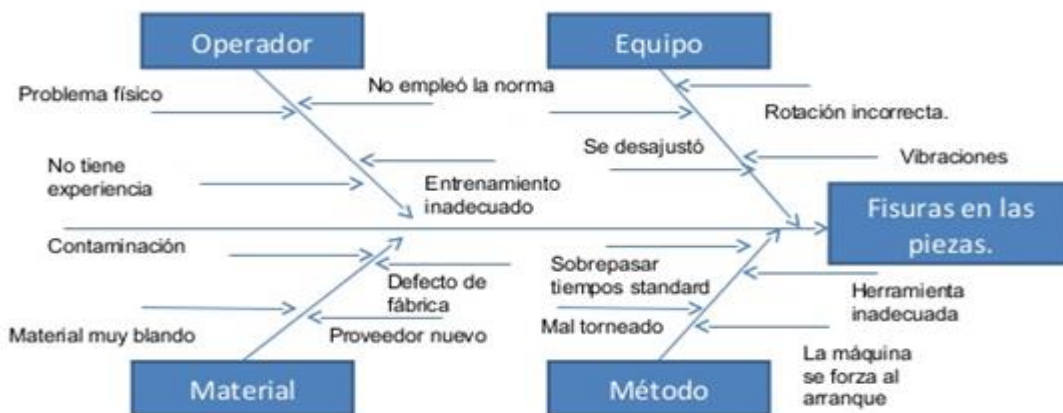 Operador
Equipo
Problema físico
No empleó la norma
Rotación incorrecta.
Se desajustó
Vibraciones
No tiene
experiencia
Entrenamiento
inadecuado
Fisuras en las
piezas.
Contaminación
Defecto de
fábrica
Sobrepasar
tiempos standard
Herramienta
inadecuada
Material muy blando
Proveedor nuevo
Mal torneado
La máquina
se forza al
arranque
Material
Método